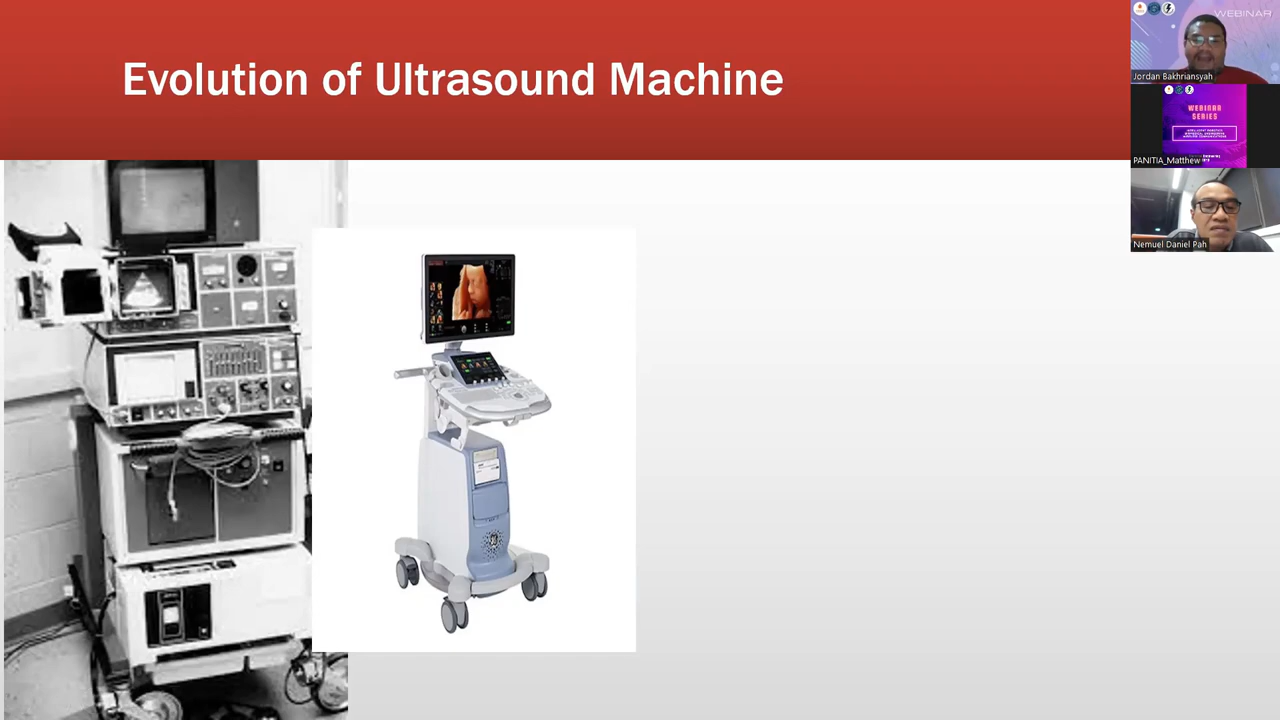 Evolution of Ultrasound Machine
WEBINAR
Jordan Bakhriansyah
WEBINAR
SERIES
PANITIA_Matthew
Nemuel Daniel Pah